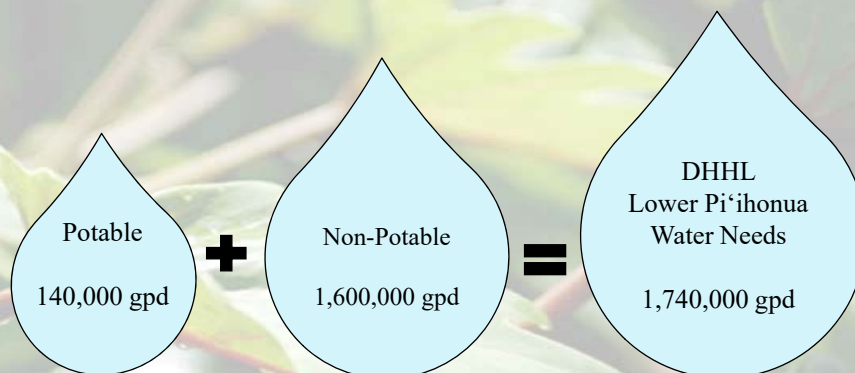 Potable
140,000 gpd
+
Non-Potable
1,600,000 gpd
=
DHHL
Lower Pi‘ihonua
Water Needs
1,740,000 gpd